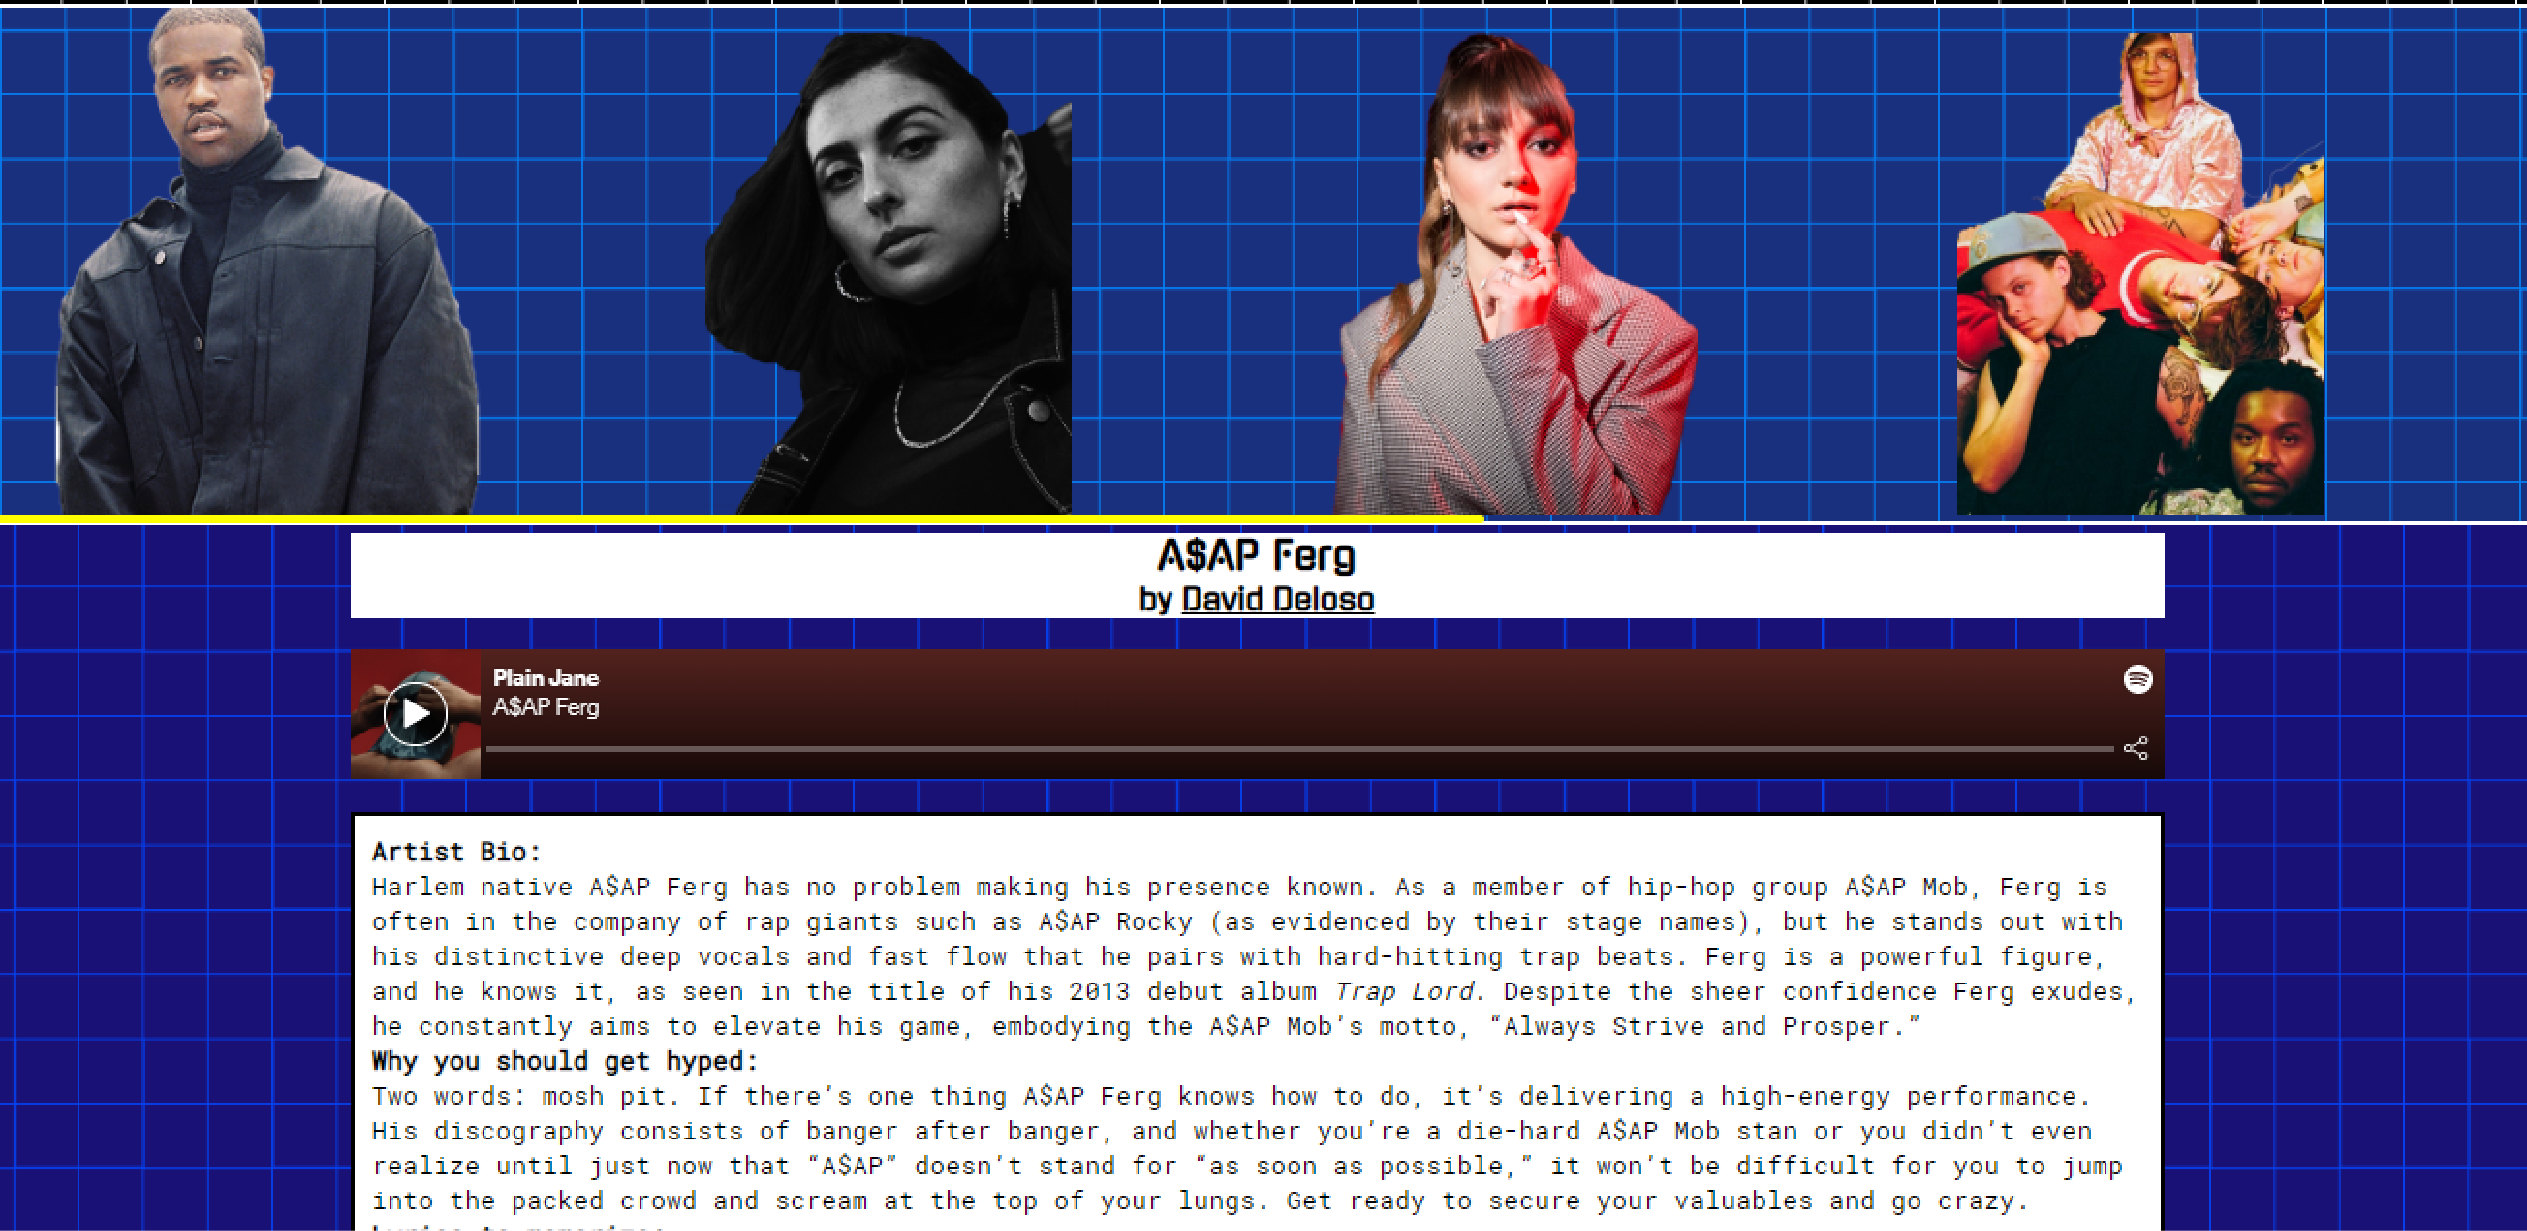 A$AP Ferg
by David Deloso
Plain Jane
A$AP Ferg
Artist Bio:
Harlem native A$AP Ferg has no problem making his presence known. As a member of hip-hop group A$AP Mob, Ferg is
often in the company of rap giants such as A$AP Rocky (as evidenced by their stage names), but he stands out with
his distinctive deep vocals and fast flow that he pairs with hard-hitting trap beats. Ferg is a powerful figure,
and he knows it, as seen in the title of his 2013 debut album Trap Lord. Despite the sheer confidence Ferg exudes,
he constantly aims to elevate his game, embodying the A$AP Mob’s motto, “Always Strive and Prosper.”
Why you should get hyped:
Two words: mosh pit. If there’s one thing A$AP Ferg knows how to do, it’s delivering a high-energy performance.
His discography consists of banger after banger, and whether you’re a die-hard A$AP Mob stan or you didn’t even
realize until just now that “A$AP” doesn’t stand for “as soon as possible,” it won’t be difficult for you to jump
into the packed crowd and scream at the top of your lungs. Get ready to secure your valuables and go crazy.